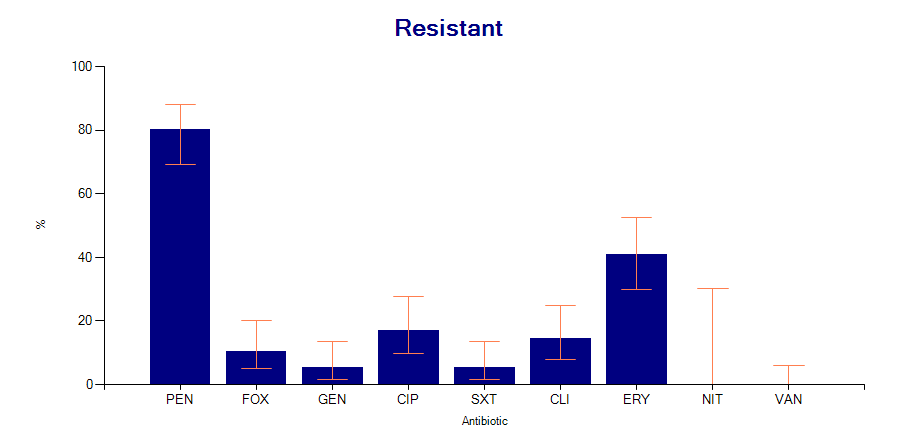 Resistant
100
80
60
40
20
0
%
PEN FOX GEN CIP SXT CLI ERY NIT VAN
Antibiotic